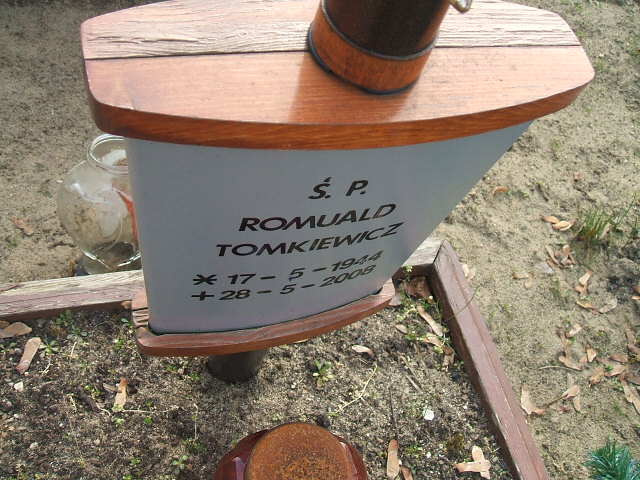 Ś. P.
ROMUALD
TOMKIEWICZ
* 17 - 5 - 1944
+ 28 - 5 - 2008